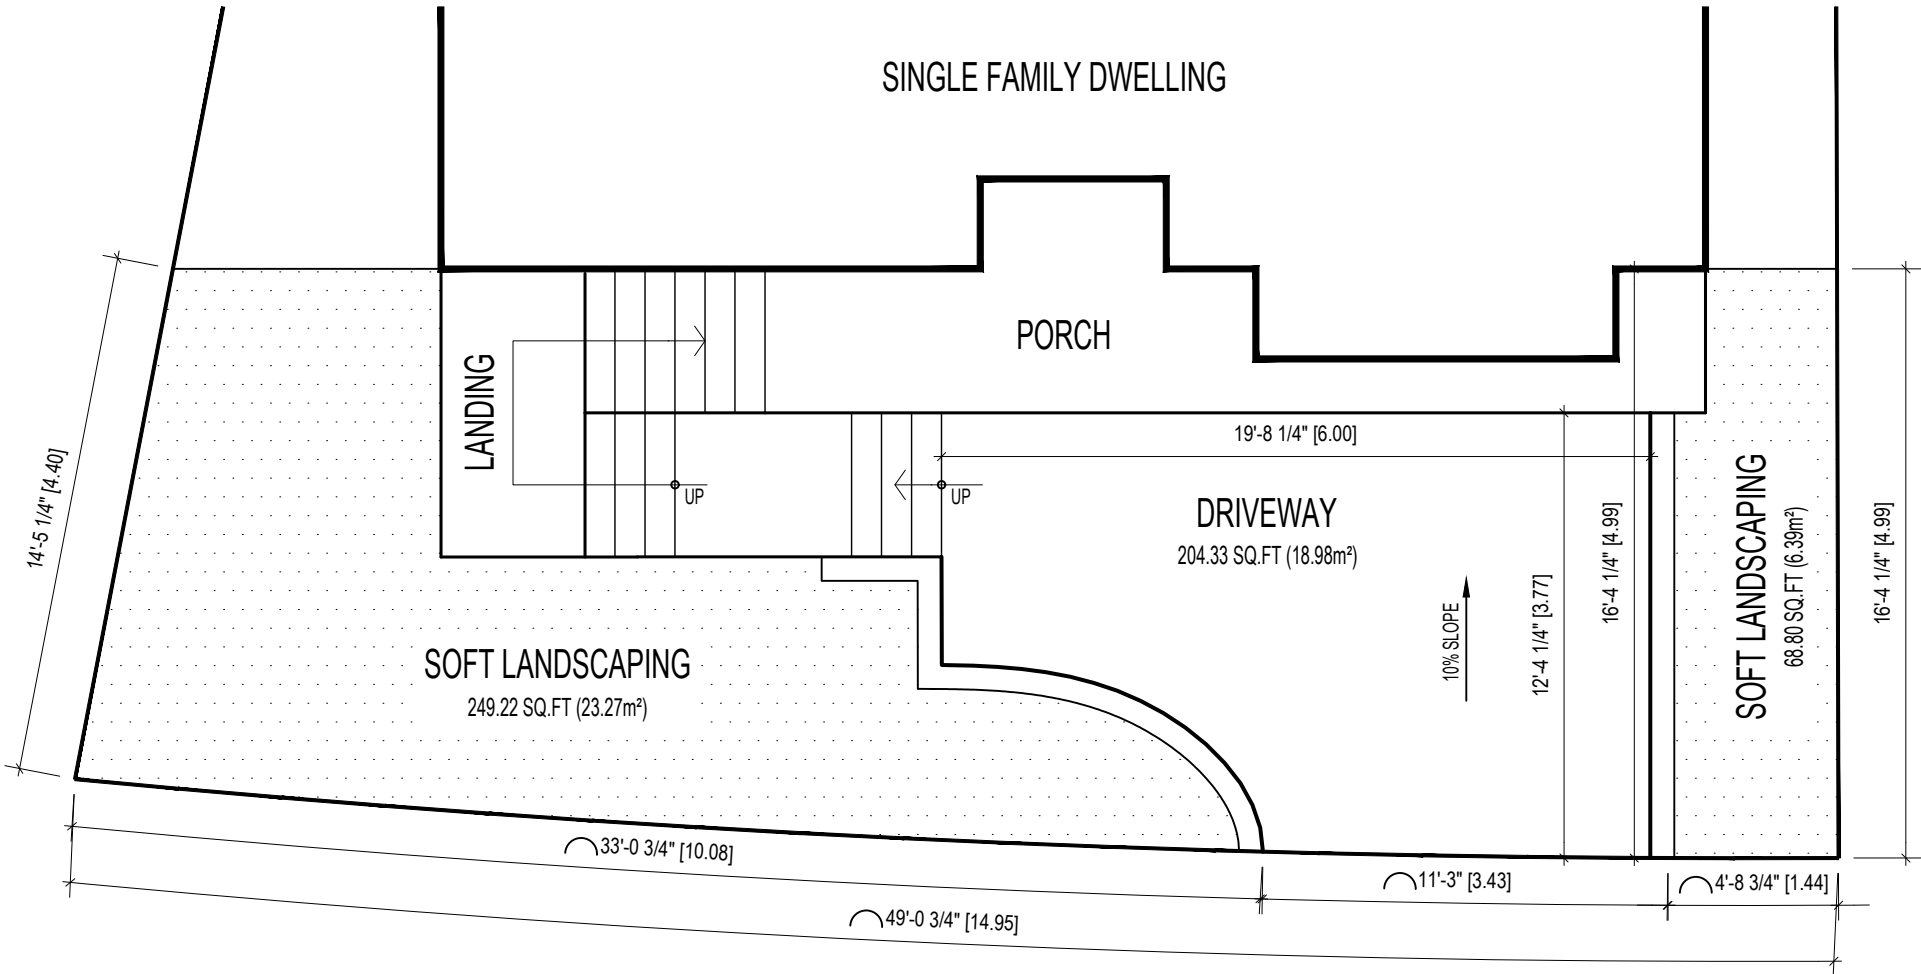 SINGLE FAMILY DWELLING
PORCH
LANDING
19'-8 1/4" [6.00]
UP
UP
DRIVEWAY
204.33 SQ.FT (18.98m²)
14'-5 1/4" [4.40]
10% SLOPE
12'-4 1/4" [3.77]
16'-4 1/4" [4.99]
SOFT LANDSCAPING
68.80 SQ.FT (6.39m²)
16'-4 1/4" [4.99]
SOFT LANDSCAPING
249.22 SQ.FT (23.27m²)
33'-0 3/4" [10.08]
11'-3" [3.43]
4'-8 3/4" [1.44]
49'-0 3/4" [14.95]